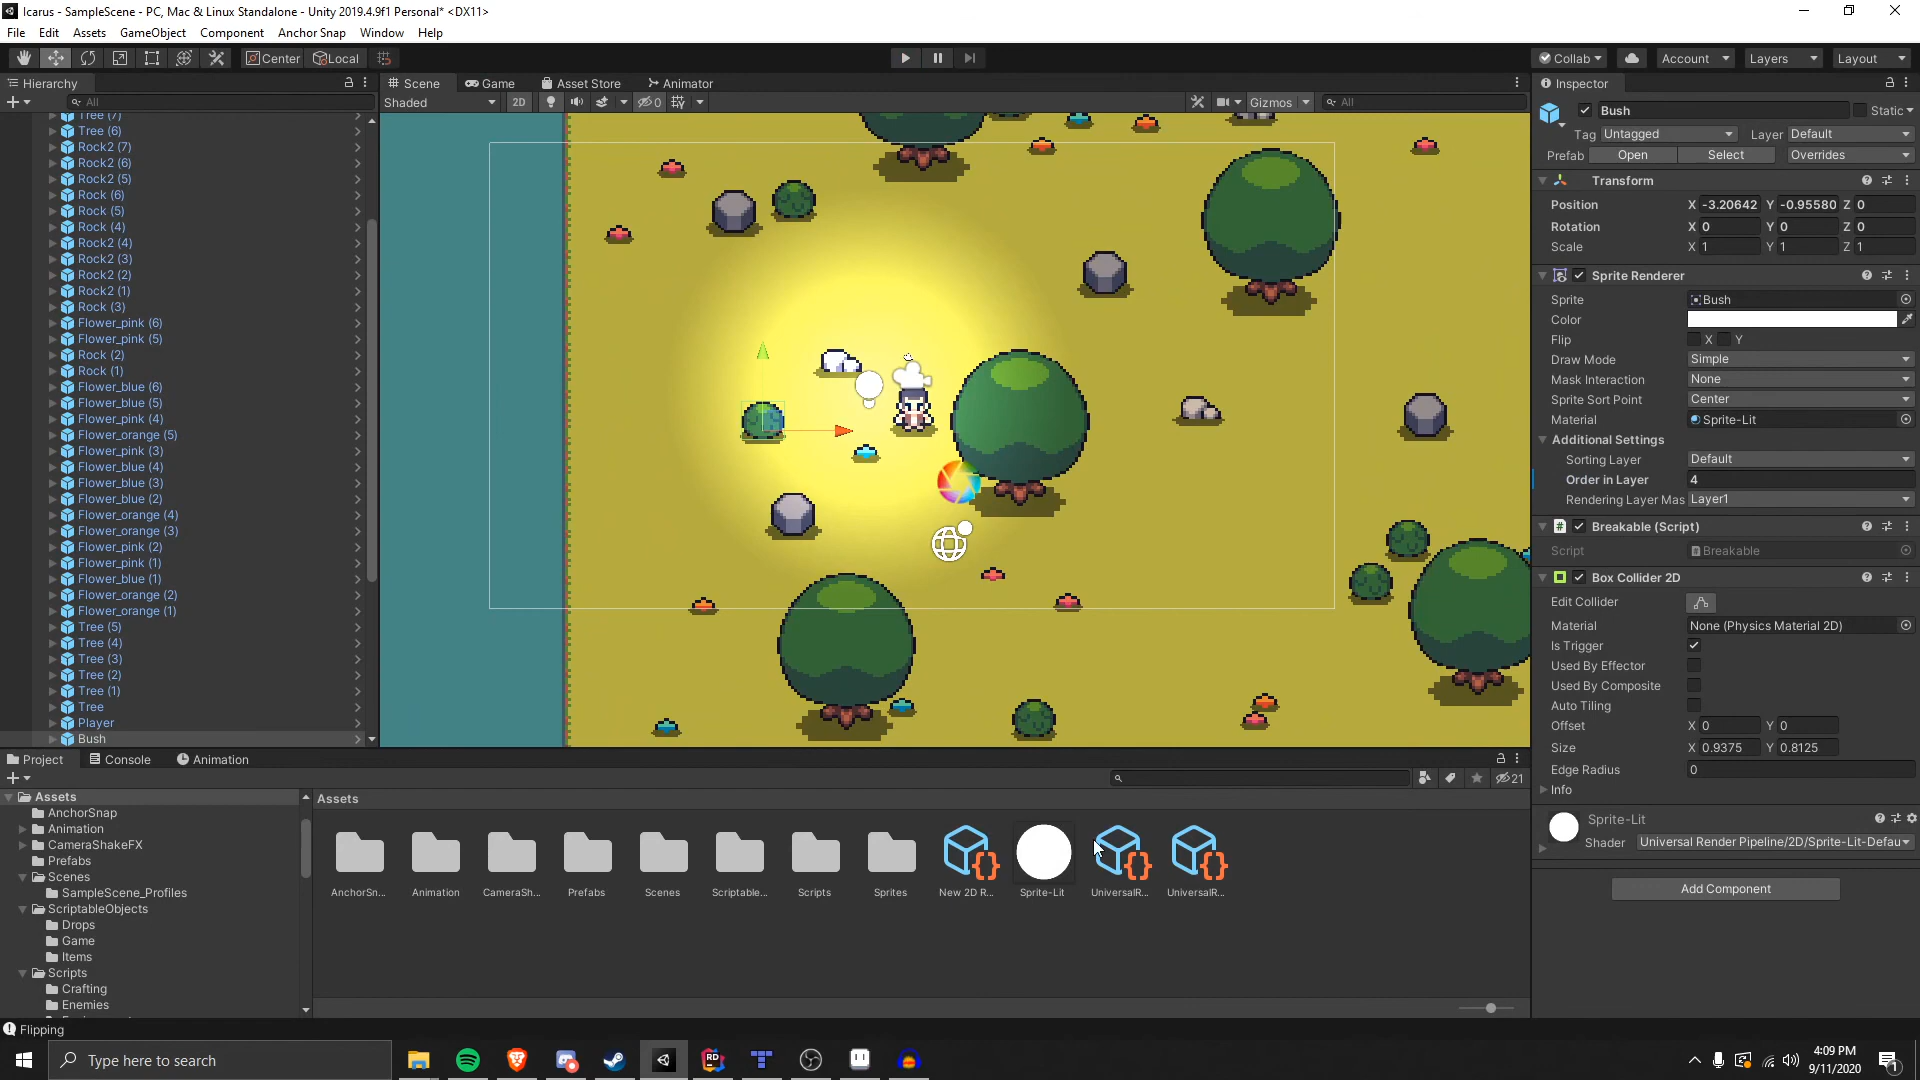 Icarus - SampleScene - PC, Mac & Linux Standalone - Unity 2019.4.9f1 Personal* <DX11>
File Edit Assets GameObject Component Anchor Snap Window Help
Center Local Collab Account Layers Layout
Hierarchy
All
Tree (7)
Tree (6)
Rock2 (7)
Rock2 (6)
Rock2 (5)
Rock (6)
Rock (5)
Rock (4)
Rock2 (4)
Rock2 (3)
Rock2 (2)
Rock2 (1)
Rock (3)
Flower_pink (6)
Flower_pink (5)
Rock (2)
Rock (1)
Flower_blue (6)
Flower_blue (5)
Flower_pink (4)
Flower_orange (5)
Flower_pink (3)
Flower_blue (4)
Flower_blue (3)
Flower_blue (2)
Flower_orange (4)
Flower_orange (3)
Flower_pink (2)
Flower_pink (1)
Flower_blue (1)
Flower_orange (2)
Flower_orange (1)
Tree (5)
Tree (4)
Tree (3)
Tree (2)
Tree (1)
Tree
Player
Bush
Scene Game Asset Store Animator
Shaded 2D 0 Gizmos All
Inspector
Bush Static
Tag Untagged Layer Default
Prefab Open Select Overrides
Transform
Position X -3.20642 Y -0.95580 Z 0
Rotation X 0 Y 0 Z 0
Scale X 1 Y 1 Z 1
Sprite Renderer
Sprite Bush
Color
Flip X Y
Draw Mode Simple
Mask Interaction None
Sprite Sort Point Center
Material Sprite-Lit
Additional Settings
Sorting Layer Default
Order in Layer 4
Rendering Layer Mas Layer1
Breakable (Script)
Script Breakable
Box Collider 2D
Edit Collider
Material None (Physics Material 2D)
Is Trigger
Used By Effector
Used By Composite
Auto Tiling
Offset X 0 Y 0
Size X 0.9375 Y 0.8125
Edge Radius 0
Info
Sprite-Lit
Shader Universal Render Pipeline/2D/Sprite-Lit-Defau
Add Component
Project Console Animation
21
Assets
AnchorSnap
Animation
CameraShakeFX
Prefabs
Scenes
SampleScene_Profiles
ScriptableObjects
Drops
Game
Items
Scripts
Crafting
Enemies
Assets
AnchorSn... Animation CameraSh... Prefabs Scenes Scriptable... Scripts Sprites New 2D R... Sprite-Lit UniversalR... UniversalR...
Flipping
Type here to search
RD
4:09 PM
9/11/2020
1